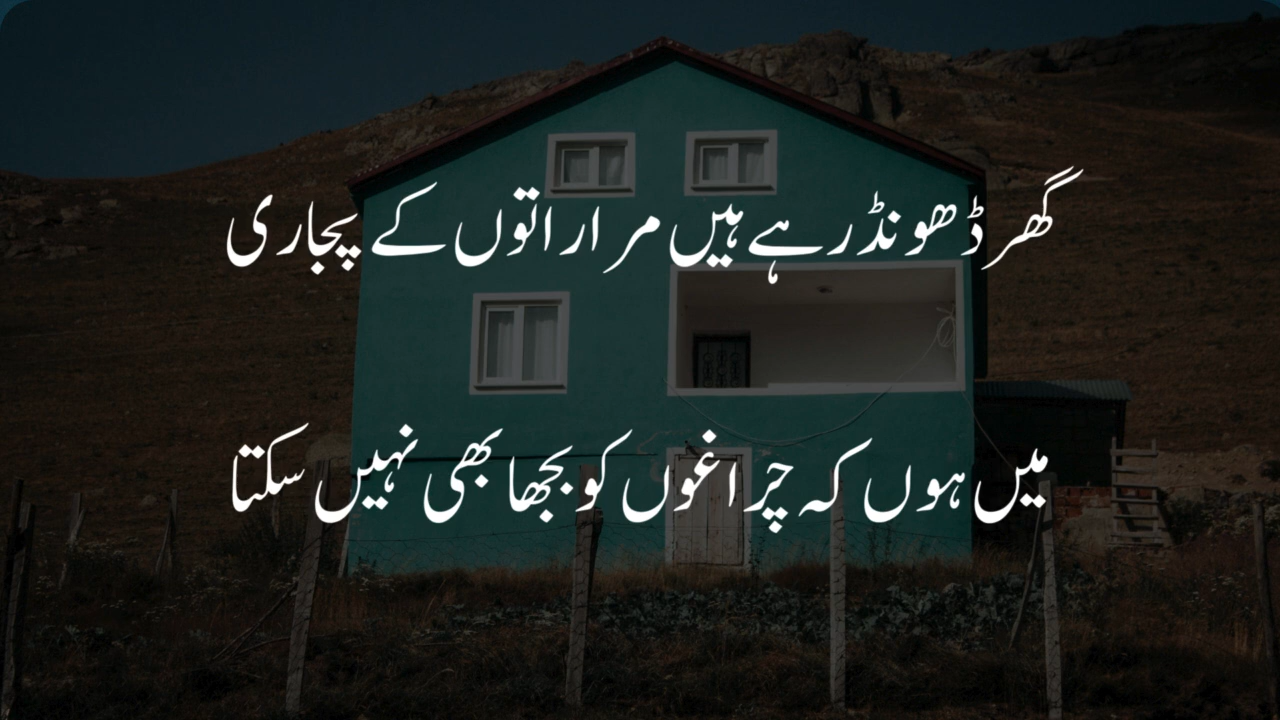 گھر ڈھونڈ رہے ہیں مرا راتوں کے پجاری
میں ہوں کہ چراغوں کو بجھا بھی نہیں سکتا